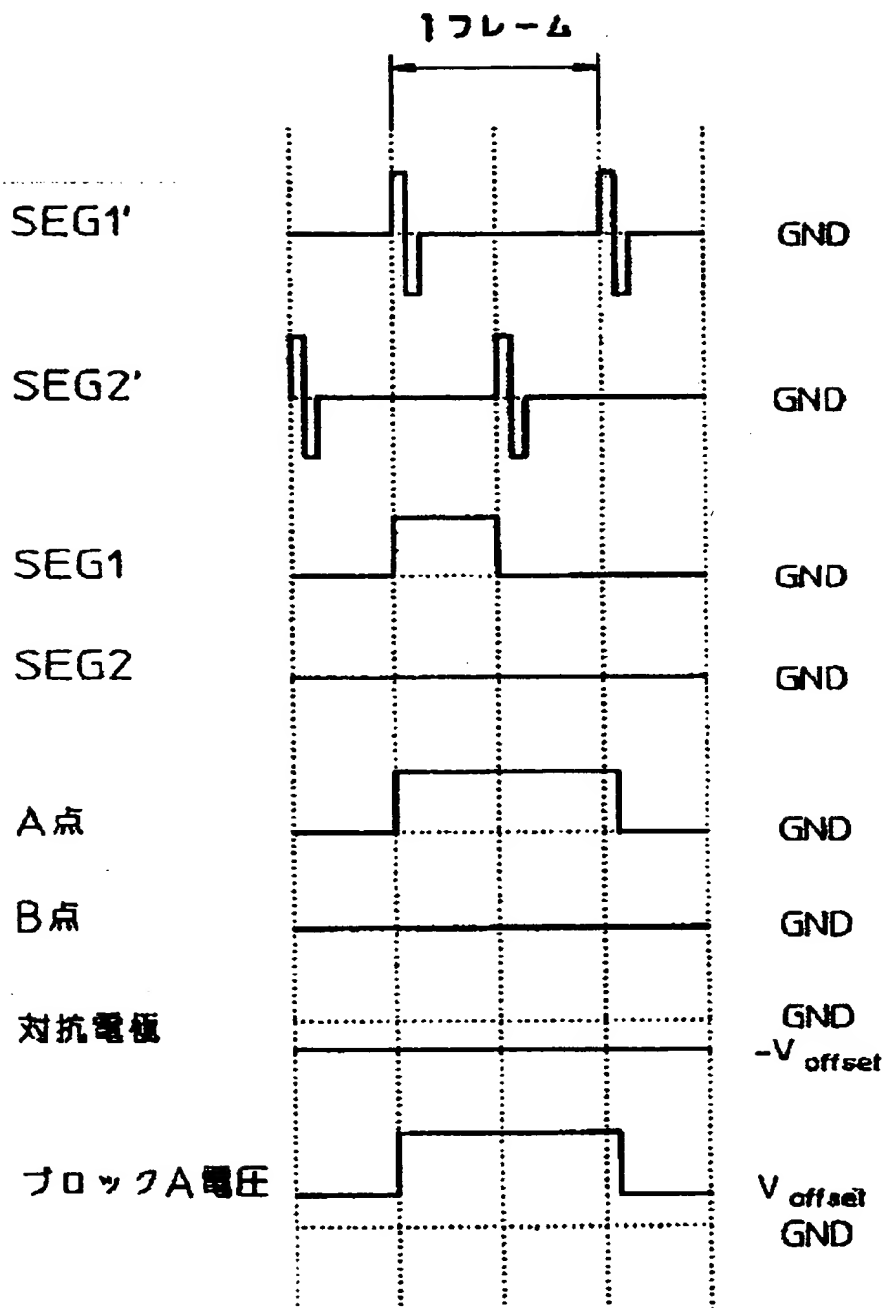 1フレーム
SEG1' GND
SEG2' GND
SEG1 GND
SEG2 GND
A点 GND
B点 GND
対抗電極 GND
-V offset
ブロックA電圧 V offset
GND